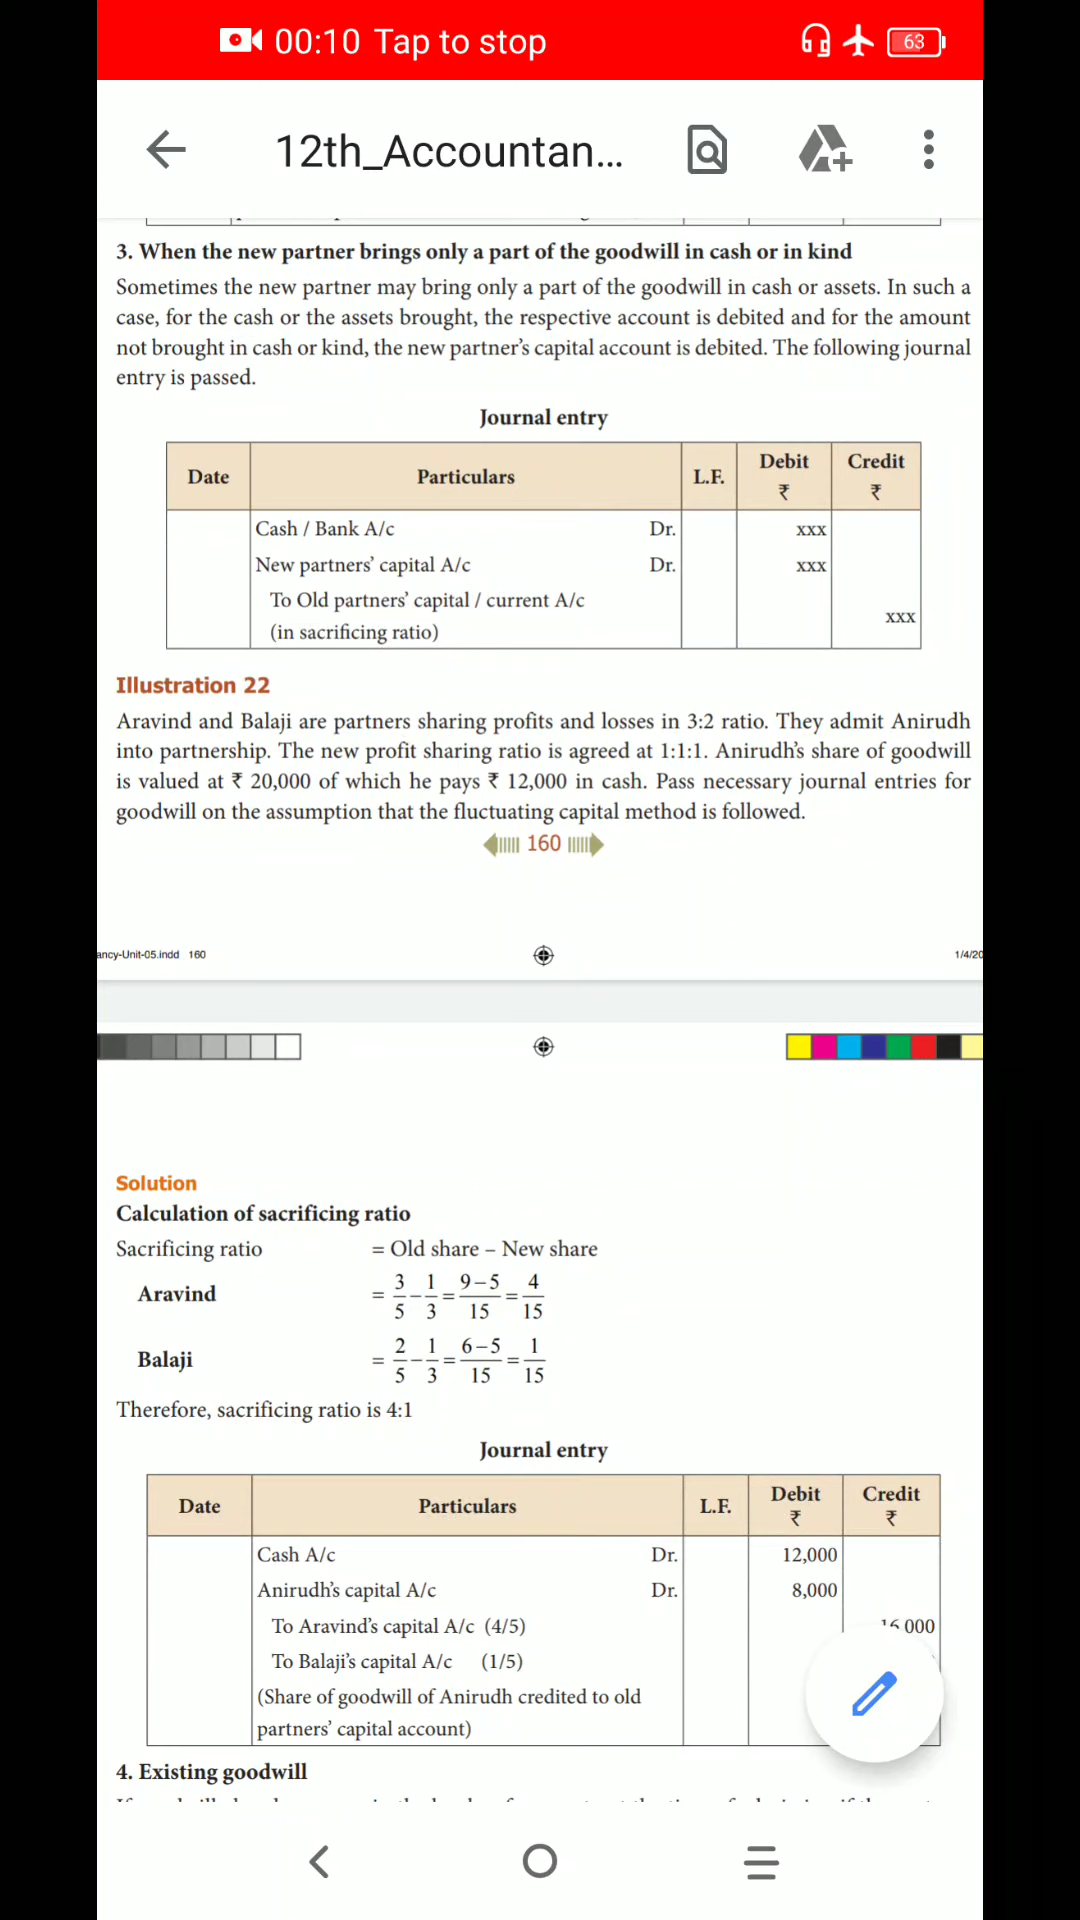 00:10 Tap to stop
63
12th_Accountan...
3. When the new partner brings only a part of the goodwill in cash or in kind
Sometimes the new partner may bring only a part of the goodwill in cash or assets. In such a
case, for the cash or the assets brought, the respective account is debited and for the amount
not brought in cash or kind, the new partner's capital account is debited. The following journal
entry is passed.
Journal entry
Date Particulars L.F. Debit ₹ Credit ₹
Cash / Bank A/c Dr. xxx
New partners' capital A/c Dr. xxx
To Old partners' capital / current A/c
(in sacrificing ratio) xxx
Illustration 22
Aravind and Balaji are partners sharing profits and losses in 3:2 ratio. They admit Anirudh
into partnership. The new profit sharing ratio is agreed at 1:1:1. Anirudh's share of goodwill
is valued at ₹ 20,000 of which he pays ₹ 12,000 in cash. Pass necessary journal entries for
goodwill on the assumption that the fluctuating capital method is followed.
160
ancy-Unit-05.indd 160 1/4/20
Solution
Calculation of sacrificing ratio
Sacrificing ratio = Old share – New share
Aravind = 3/5 − 1/3 = 9−5/15 = 4/15
Balaji = 2/5 − 1/3 = 6−5/15 = 1/15
Therefore, sacrificing ratio is 4:1
Journal entry
Date Particulars L.F. Debit ₹ Credit ₹
Cash A/c Dr. 12,000
Anirudh's capital A/c Dr. 8,000
To Aravind's capital A/c (4/5) 16,000
To Balaji's capital A/c (1/5)
(Share of goodwill of Anirudh credited to old
partners' capital account)
4. Existing goodwill